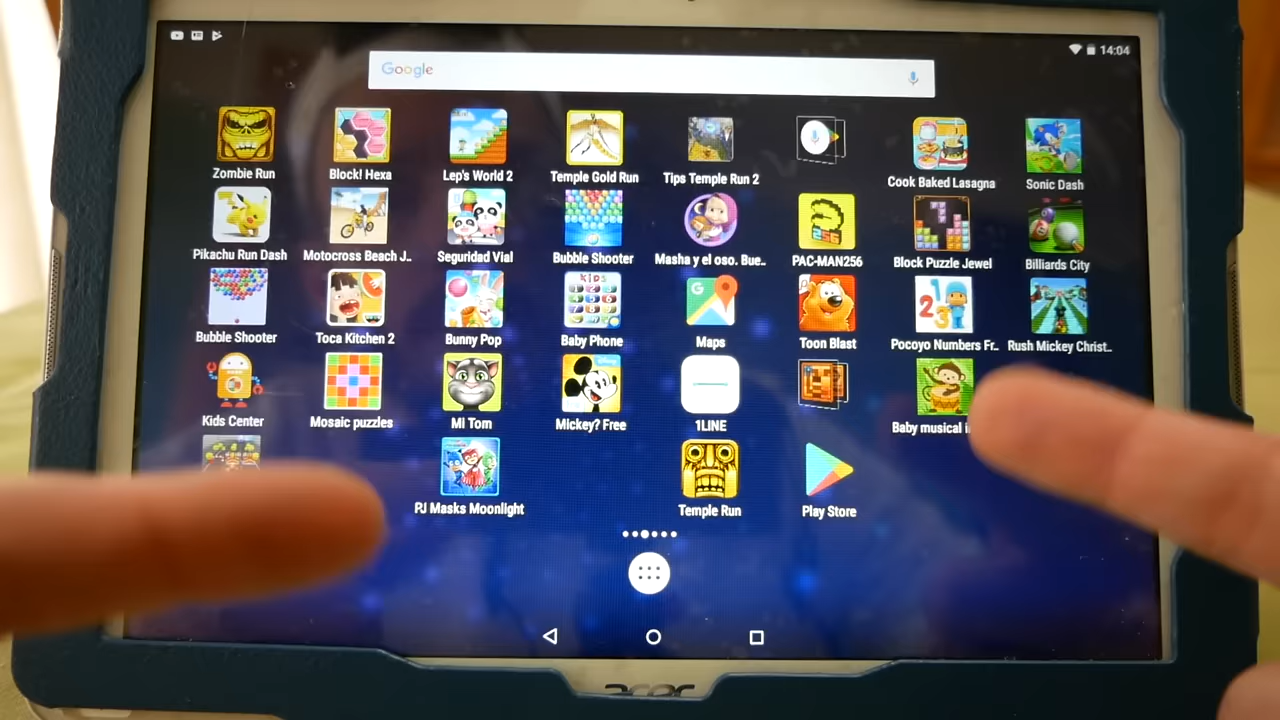 14:04
Google
Zombie Run
Block! Hexa
Lep's World 2
Temple Gold Run
Tips Temple Run 2
Cook Baked Lasagna
Sonic Dash
Pikachu Run Dash
Motocross Beach J..
Seguridad Vial
Bubble Shooter
Masha y el oso. Bue..
PAC-MAN256
Block Puzzle Jewel
Billiards City
Bubble Shooter
Toca Kitchen 2
Bunny Pop
Baby Phone
Maps
Toon Blast
Pocoyo Numbers Fr..
Rush Mickey Christ..
Kids Center
Mosaic puzzles
Mi Tom
Mickey? Free
1LINE
Baby musical
PJ Masks Moonlight
Temple Run
Play Store
acer